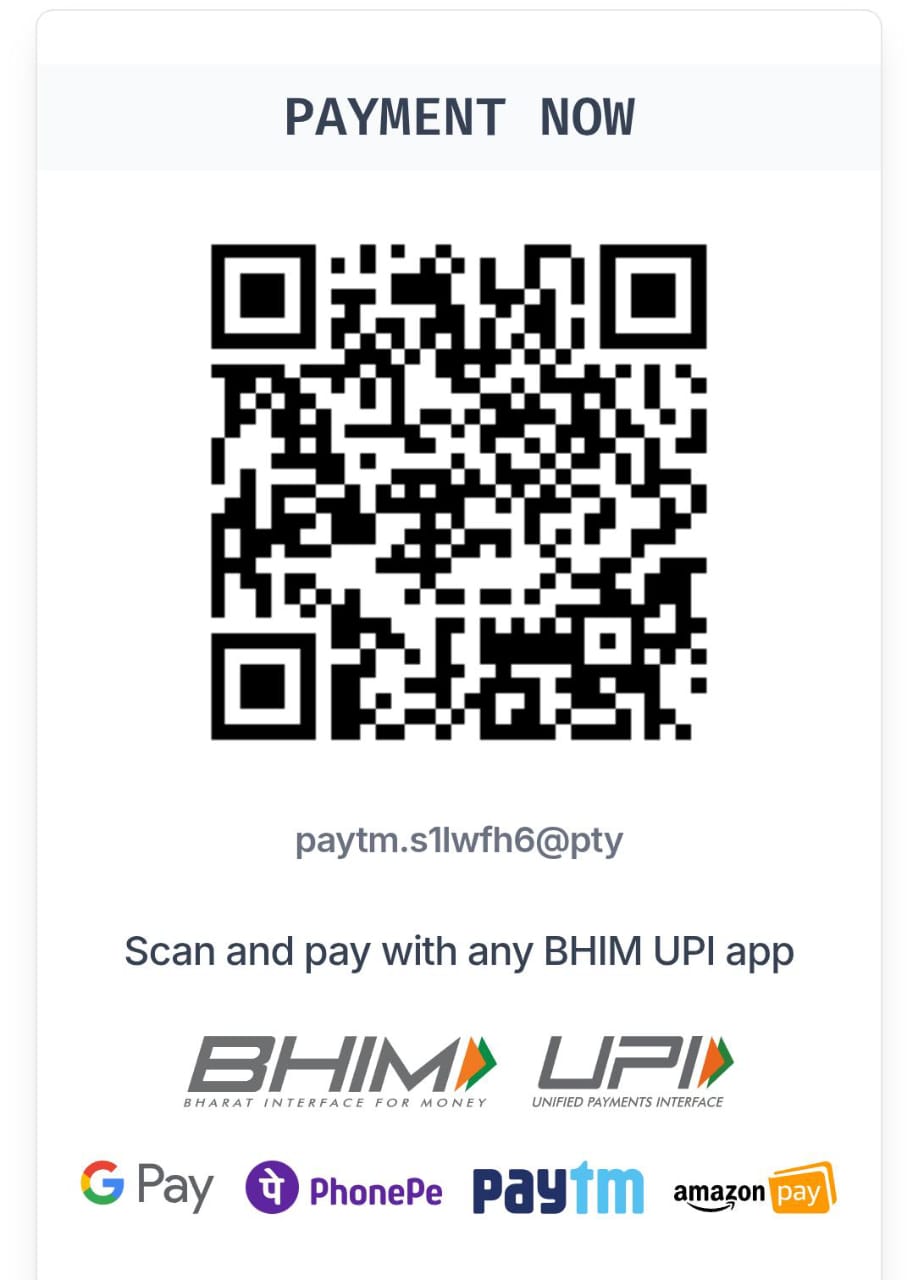 PAYMENT NOW
paytm.s1lwfh6@pty
Scan and pay with any BHIM UPI app
BHIM UPI
BHARAT INTERFACE FOR MONEY UNIFIED PAYMENTS INTERFACE
G Pay पे PhonePe paytm amazon pay